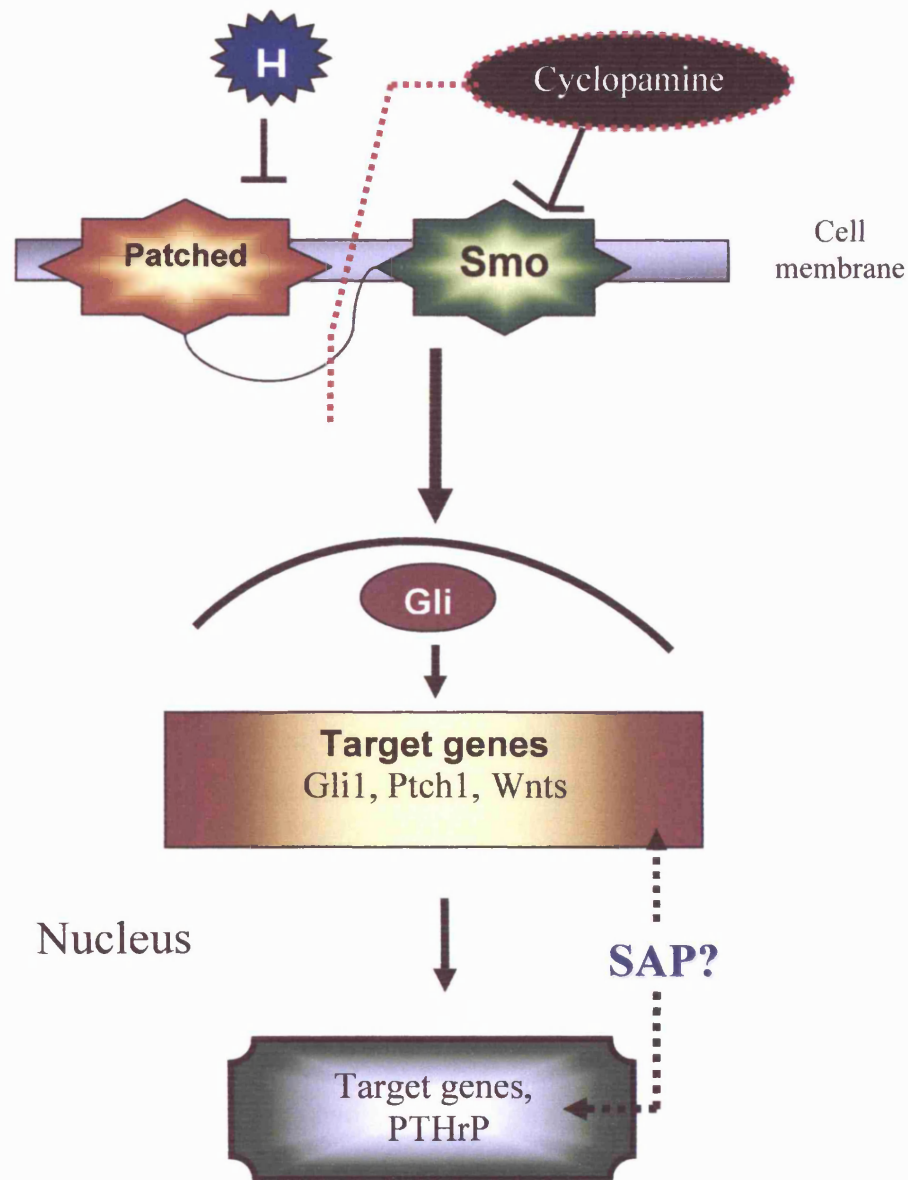 H
Cyclopamine
Patched
Smo
Cell
membrane
Gli
Target genes
Gli1, Ptch1, Wnts
Nucleus
SAP?
Target genes,
PTHrP